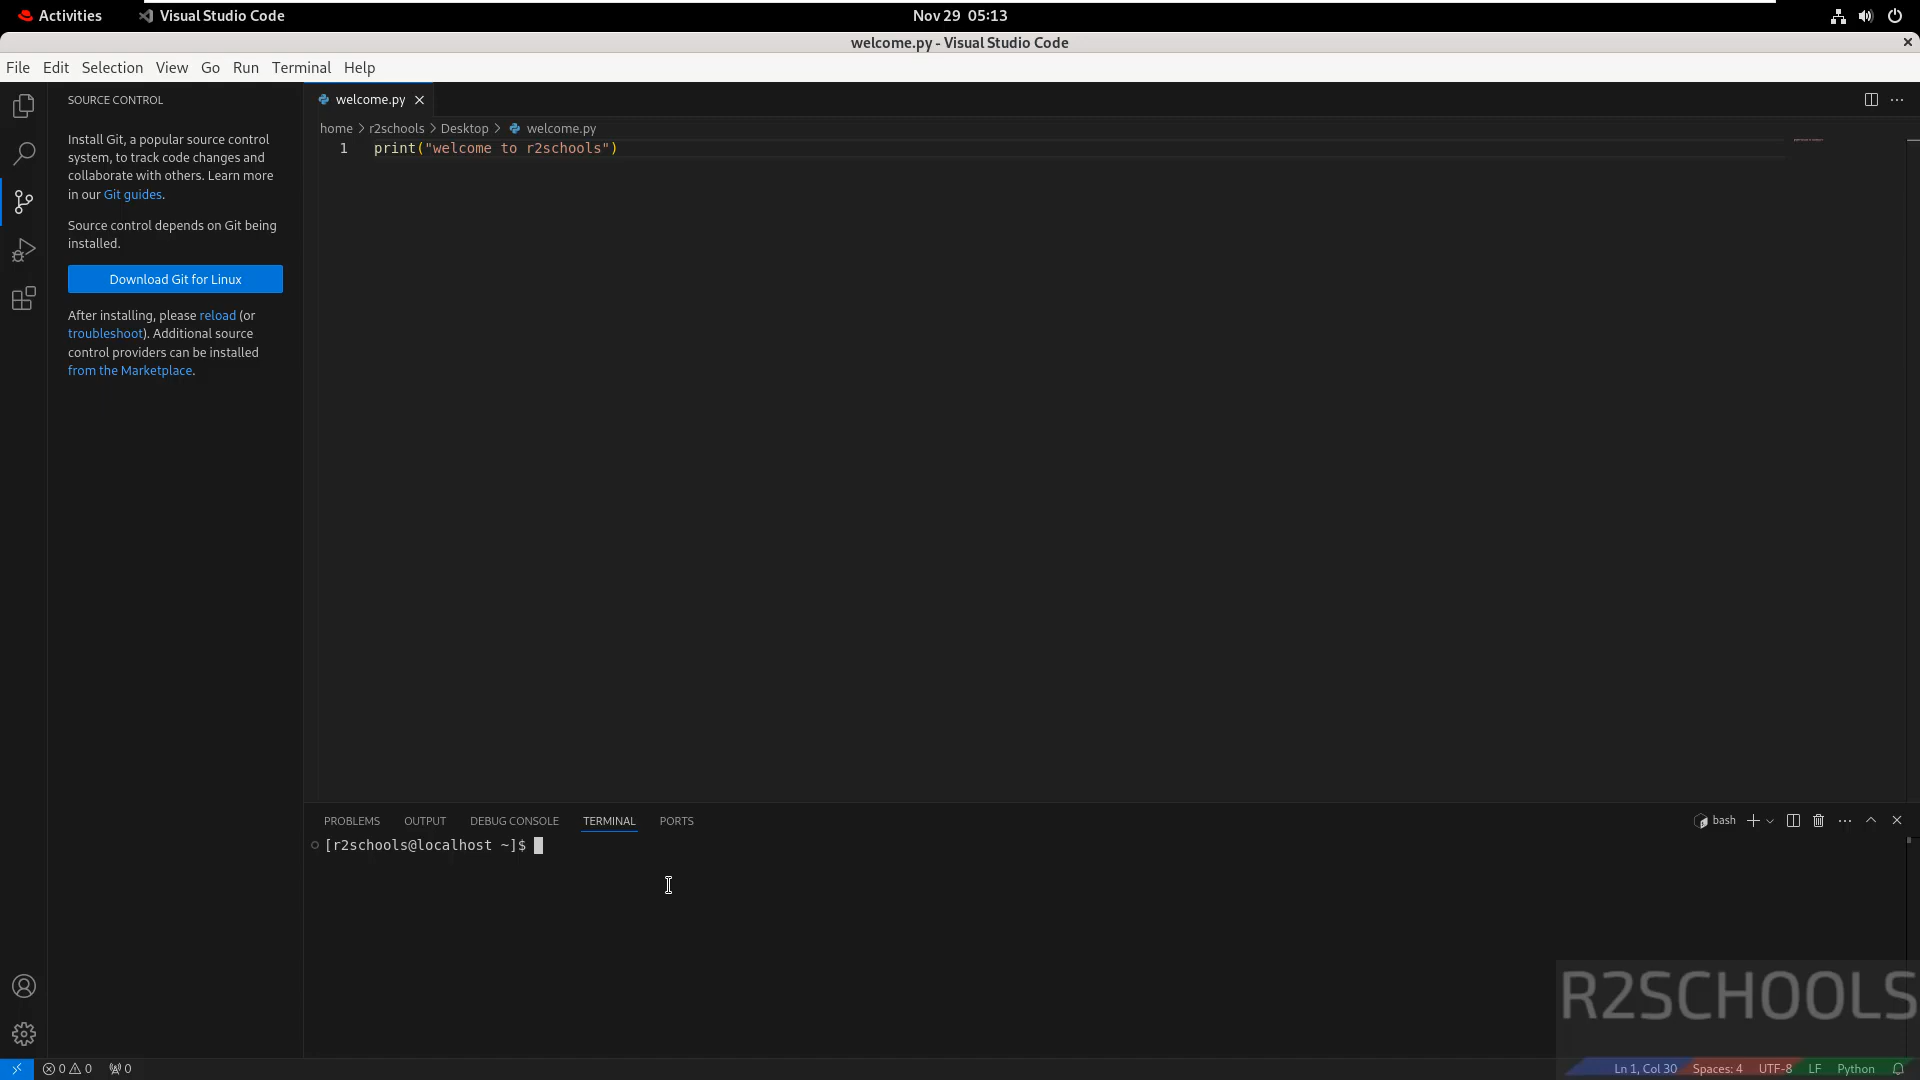 Activities
Visual Studio Code
Nov 29 05:13
welcome.py - Visual Studio Code
File Edit Selection View Go Run Terminal Help
SOURCE CONTROL
Install Git, a popular source control
system, to track code changes and
collaborate with others. Learn more
in our Git guides.
Source control depends on Git being
installed.
Download Git for Linux
After installing, please reload (or
troubleshoot). Additional source
control providers can be installed
from the Marketplace.
welcome.py
home > r2schools > Desktop > welcome.py
1 print("welcome to r2schools")
PROBLEMS OUTPUT DEBUG CONSOLE TERMINAL PORTS
bash
[r2schools@localhost ~]$
R2SCHOOLS
0 0 0
Ln 1, Col 30 Spaces: 4 UTF-8 LF Python